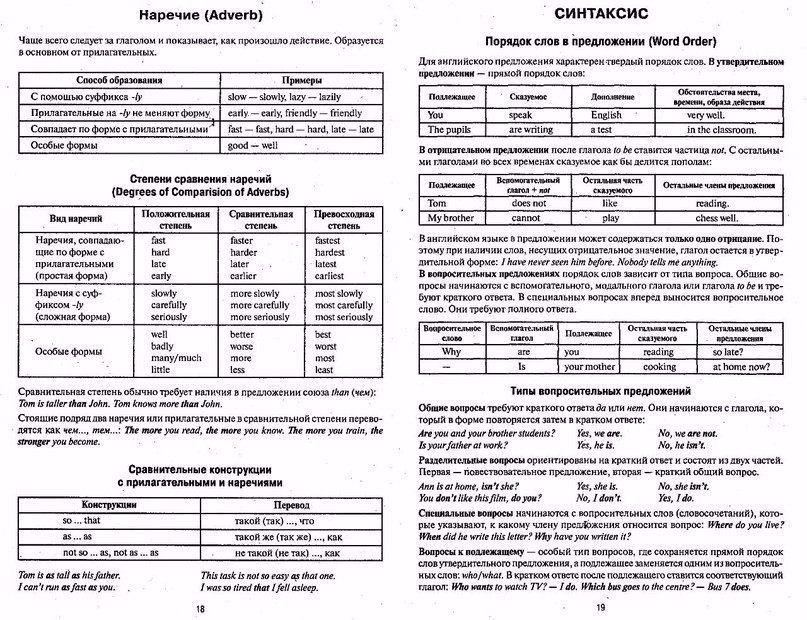 Наречие (Adverb)
Чаще всего следует за глаголом и показывает, как произошло действие. Образуется
в основном от прилагательных.
Способ образования Примеры
С помощью суффикса -ly slow — slowly, lazy — lazily
Прилагательные на -ly не меняют форму early — early, friendly — friendly
Совпадает по форме с прилагательными fast — fast, hard — hard, late — late
Особые формы good — well
Степени сравнения наречий
(Degrees of Comparision of Adverbs)
Вид наречий Положительная степень Сравнительная степень Превосходная степень
Наречия, совпадаю- fast faster fastest
щие по форме с hard harder hardest
прилагательными late later latest
(простая форма) early earlier earliest
Наречия с суф- slowly more slowly most slowly
фиксом -ly carefully more carefully most carefully
(сложная форма) seriously more seriously most seriously
Особые формы
well better best
badly worse worst
many/much more most
little less least
Сравнительная степень обычно требует наличия в предложении союза than (чем):
Tom is taller than John. Tom knows more than John.
Стоящие подряд два наречия или прилагательные в сравнительной степени перево-
дятся как чем..., тем...: The more you read, the more you know. The more you train, the
stronger you become.
Сравнительные конструкции
с прилагательными и наречиями
Конструкции Перевод
so ... that такой (так) ..., что
as ... as такой же (так же) ..., как
not so ... as, not as ... as не такой (не так) ..., как
Tom is as tall as his father. This task is not so easy as that one.
I can't run as fast as you. I was so tired that I fell asleep.
18
СИНТАКСИС
Порядок слов в предложении (Word Order)
Для английского предложения характерен твердый порядок слов. В утвердительном
предложении — прямой порядок слов:
Подлежащее Сказуемое Дополнение Обстоятельства места, времени, образа действия
You speak English very well.
The pupils are writing a test in the classroom.
В отрицательном предложении после глагола to be ставится частица not. С остальны-
ми глаголами во всех временах сказуемое как бы делится пополам:
Подлежащее Вспомогательный глагол + not Остальная часть сказуемого Остальные члены предложения
Tom does not like reading.
My brother cannot play chess well.
В английском языке в предложении может содержаться только одно отрицание. По-
этому при наличии слов, несущих отрицательное значение, глагол остается в утвер-
дительной форме: I have never seen him before. Nobody tells me anything.
В вопросительных предложениях порядок слов зависит от типа вопроса. Общие во-
просы начинаются с вспомогательного, модального глагола или глагола to be и тре-
буют краткого ответа. В специальных вопросах вперед выносится вопросительное
слово. Они требуют полного ответа.
Вопросительное слово Вспомогательный глагол Подлежащее Остальная часть сказуемого Остальные члены предложения
Why are you reading so late?
— Is your mother cooking at home now?
Типы вопросительных предложений
Общие вопросы требуют краткого ответа да или нет. Они начинаются с глагола, ко-
торый в форме повторяется затем в кратком ответе:
Are you and your brother students? Yes, we are. No, we are not.
Is your father at work? Yes, he is. No, he isn't.
Разделительные вопросы ориентированы на краткий ответ и состоят из двух частей.
Первая — повествовательное предложение, вторая — краткий общий вопрос.
Ann is at home, isn't she? Yes, she is. No, she isn't.
You don't like this film, do you? No, I don't. Yes, I do.
Специальные вопросы начинаются с вопросительных слов (словосочетаний), кото-
рые указывают, к какому члену предложения относится вопрос: Where do you live?
When did he write this letter? Why have you written it?
Вопросы к подлежащему — особый тип вопросов, где сохраняется прямой порядок
слов утвердительного предложения, а подлежащее заменяется одним из вопроситель-
ных слов: who/what. В кратком ответе после подлежащего ставится соответствующий
глагол: Who wants to watch TV? — I do. Which bus goes to the centre? — Bus 7 does.
19